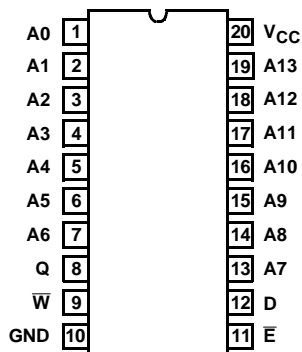 A0 1 20 VCC
A1 2 19 A13
A2 3 18 A12
A3 4 17 A11
A4 5 16 A10
A5 6 15 A9
A6 7 14 A8
Q 8 13 A7
W̅ 9 12 D
GND 10 11 E̅